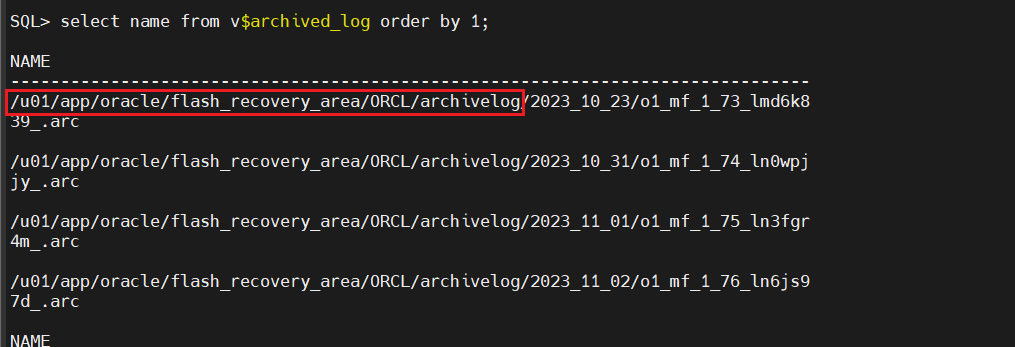 SQL> select name from v$archived_log order by 1;
NAME
--------------------------------------------------------------------------------
/u01/app/oracle/flash_recovery_area/ORCL/archivelog/2023_10_23/o1_mf_1_73_lmd6k8
39_.arc
/u01/app/oracle/flash_recovery_area/ORCL/archivelog/2023_10_31/o1_mf_1_74_ln0wpj
jy_.arc
/u01/app/oracle/flash_recovery_area/ORCL/archivelog/2023_11_01/o1_mf_1_75_ln3fgr
4m_.arc
/u01/app/oracle/flash_recovery_area/ORCL/archivelog/2023_11_02/o1_mf_1_76_ln6js9
7d_.arc
NAME